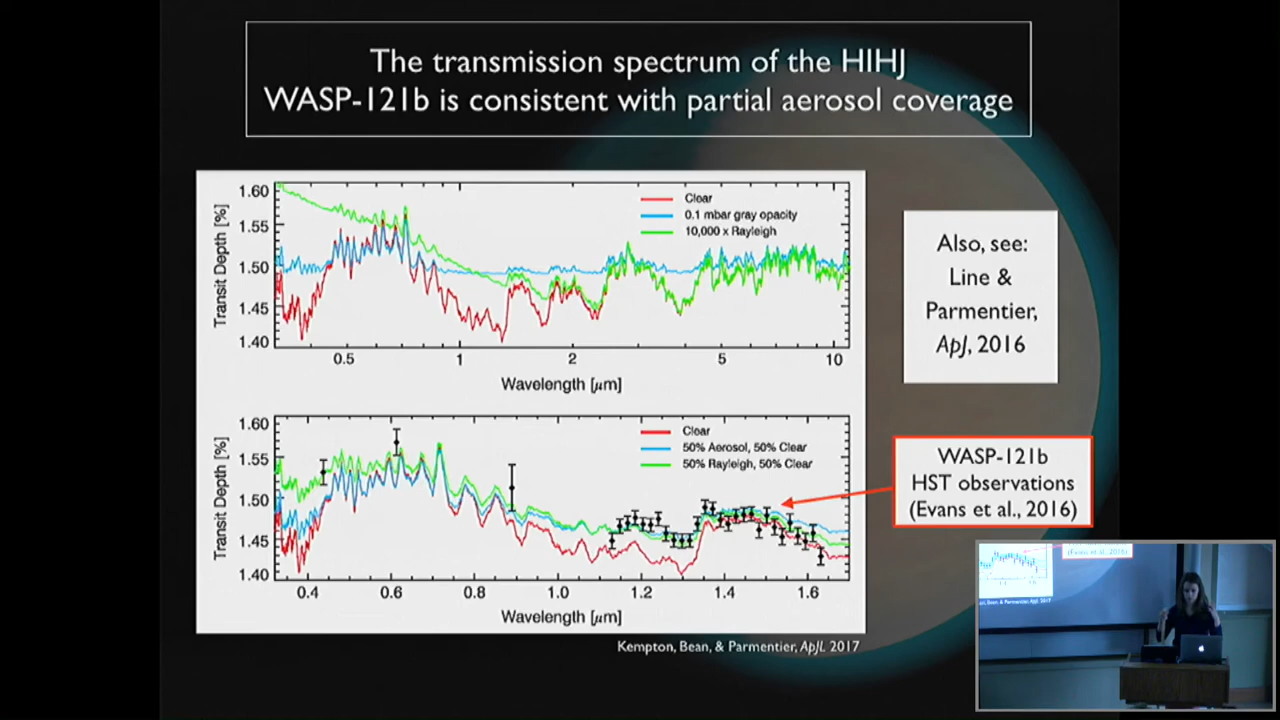 The transmission spectrum of the HIHJ
WASP-121b is consistent with partial aerosol coverage
1.60
1.55
1.50
1.45
1.40
Transit Depth [%]
Clear
0.1 mbar gray opacity
10,000 x Rayleigh
0.5
1
2
5
10
Wavelength [μm]
Also, see:
Line &
Parmentier,
ApJ, 2016
1.60
1.55
1.50
1.45
1.40
Transit Depth [%]
Clear
50% Aerosol, 50% Clear
50% Rayleigh, 50% Clear
0.4
0.6
0.8
1.0
1.2
1.4
1.6
Wavelength [μm]
WASP-121b
HST observations
(Evans et al., 2016)
Kempton, Bean, & Parmentier, ApJL 2017
(Evans et al., 2016)